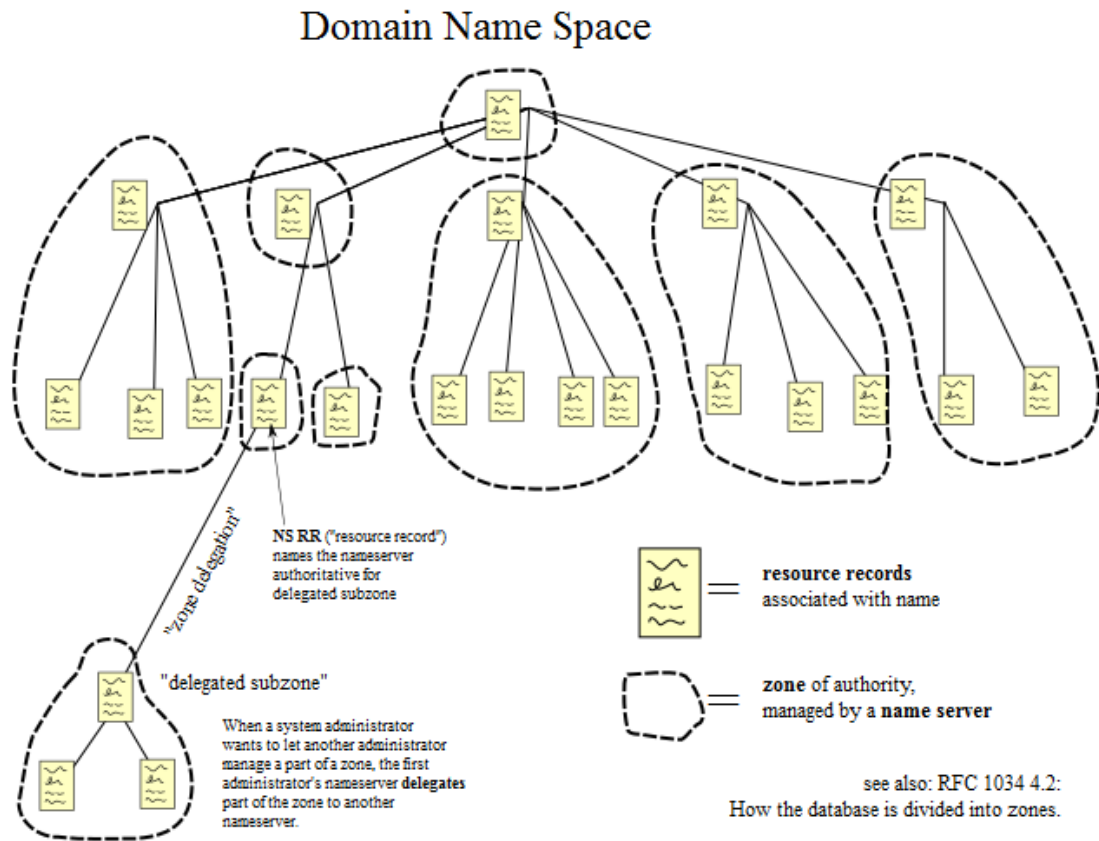 Domain Name Space
NS RR ("resource record")
names the nameserver
authoritative for
delegated subzone
"zone delegation"
resource records
associated with name
"delegated subzone"
When a system administrator
wants to let another administrator
manage a part of a zone, the first
administrator's nameserver delegates
part of the zone to another
nameserver.
zone of authority,
managed by a name server
see also: RFC 1034 4.2:
How the database is divided into zones.